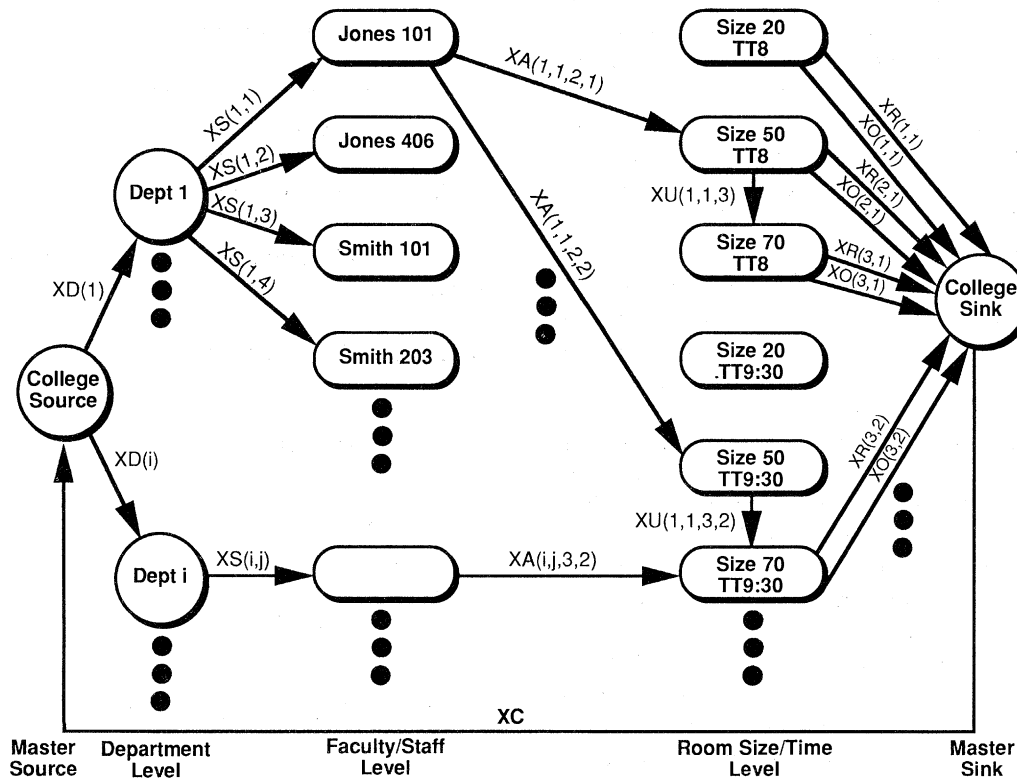 Jones 101
Size 20
TT8
XA(1,1,2,1)
XR(1,1)
XO(1,1)
XS(1,1)
Jones 406
Size 50
TT8
XS(1,2)
XR(2,1)
XO(2,1)
Dept 1
XU(1,1,3)
XS(1,3)
Smith 101
XA(1,1,2,2)
Size 70
TT8
XR(3,1)
XO(3,1)
XS(1,4)
XD(1)
College
Sink
Smith 203
Size 20
.TT9:30
College
Source
XR(3,2)
XO(3,2)
XD(i)
Size 50
TT9:30
XU(1,1,3,2)
Dept i
XS(i,j)
XA(i,j,3,2)
Size 70
TT9:30
XC
Master
Source
Department
Level
Faculty/Staff
Level
Room Size/Time
Level
Master
Sink